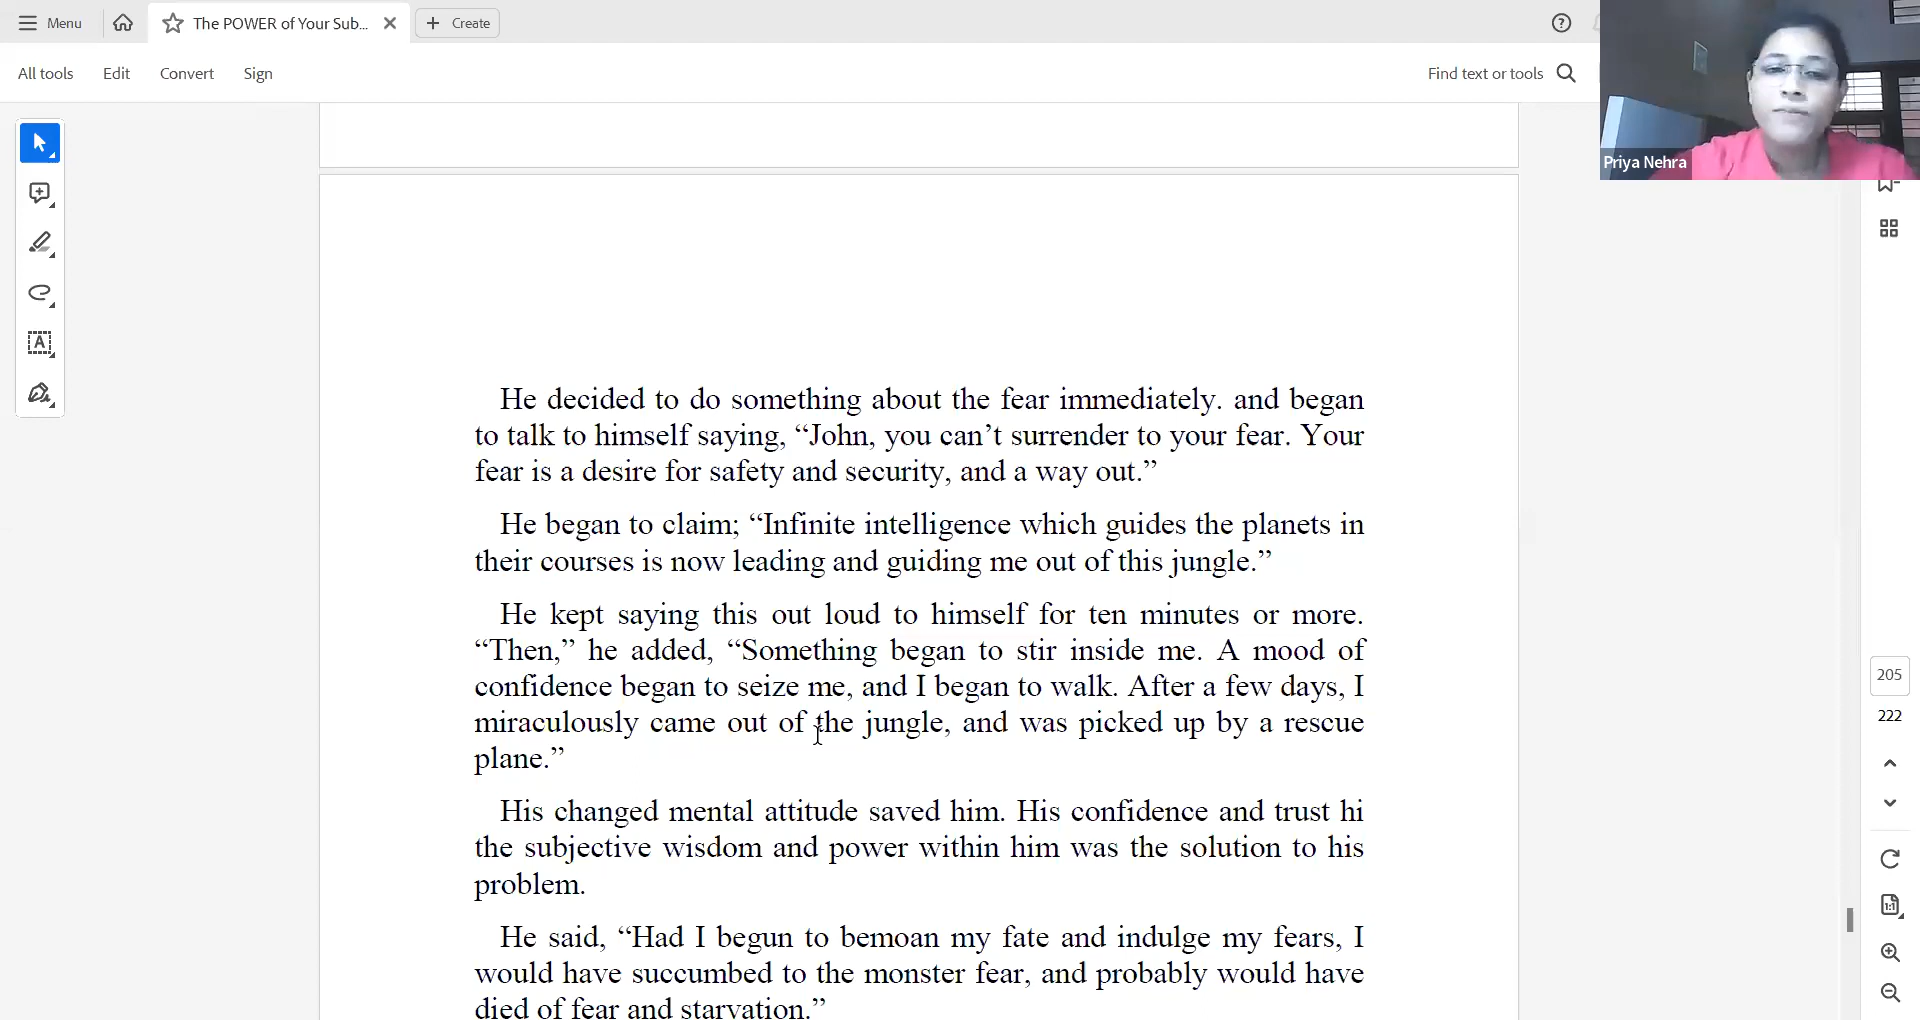 Menu
The POWER of Your Sub...
Create
All tools
Edit
Convert
Sign
Find text or tools
Priya Nehra
He decided to do something about the fear immediately. and began
to talk to himself saying, “John, you can’t surrender to your fear. Your
fear is a desire for safety and security, and a way out.”
He began to claim; “Infinite intelligence which guides the planets in
their courses is now leading and guiding me out of this jungle.”
He kept saying this out loud to himself for ten minutes or more.
“Then,” he added, “Something began to stir inside me. A mood of
confidence began to seize me, and I began to walk. After a few days, I
miraculously came out of the jungle, and was picked up by a rescue
plane.”
His changed mental attitude saved him. His confidence and trust hi
the subjective wisdom and power within him was the solution to his
problem.
He said, “Had I begun to bemoan my fate and indulge my fears, I
would have succumbed to the monster fear, and probably would have
died of fear and starvation.”
205
222
1:1